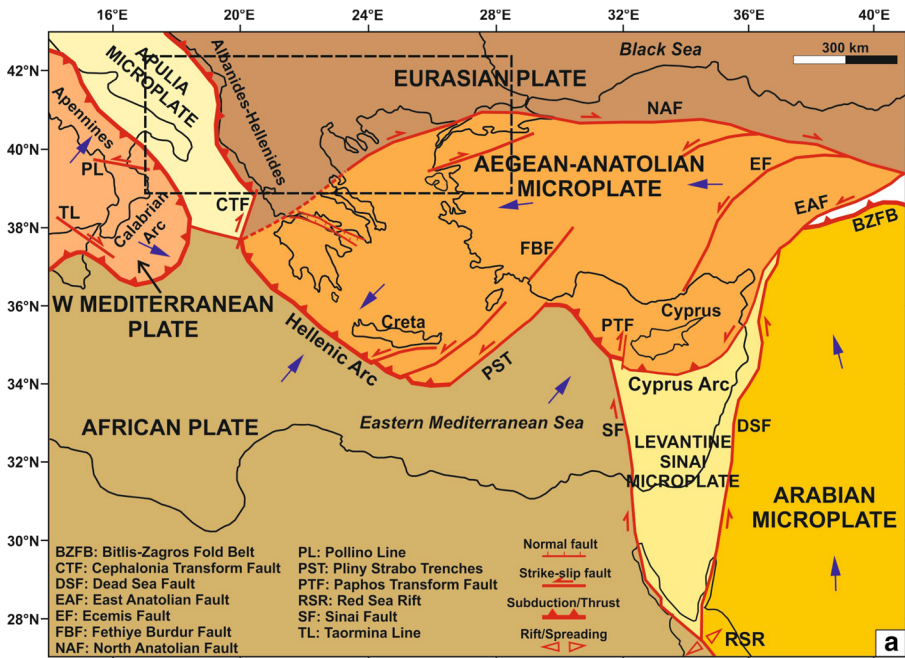 16°E 20°E 24°E 28°E 32°E 36°E 40°E
42°N
40°N
38°N
36°N
34°N
32°N
30°N
28°N
APULIA
MICROPLATE
Albanides-Hellenides
Black Sea
300 km
EURASIAN PLATE
NAF
Apennines
PL
AEGEAN-ANATOLIAN
MICROPLATE
EF
EAF
BZFB
CTF
TL
Calabrian
Arc
FBF
W MEDITERRANEAN
PLATE
Creta
Hellenic Arc
PST
PTF
Cyprus
Cyprus Arc
AFRICAN PLATE
Eastern Mediterranean Sea
SF
DSF
LEVANTINE
SINAI
MICROPLATE
ARABIAN
MICROPLATE
BZFB: Bitlis-Zagros Fold Belt
CTF: Cephalonia Transform Fault
DSF: Dead Sea Fault
EAF: East Anatolian Fault
EF: Ecemis Fault
FBF: Fethiye Burdur Fault
NAF: North Anatolian Fault
PL: Pollino Line
PST: Pliny Strabo Trenches
PTF: Paphos Transform Fault
RSR: Red Sea Rift
SF: Sinai Fault
TL: Taormina Line
Normal fault
Strike-slip fault
Subduction/Thrust
Rift/Spreading
RSR
a